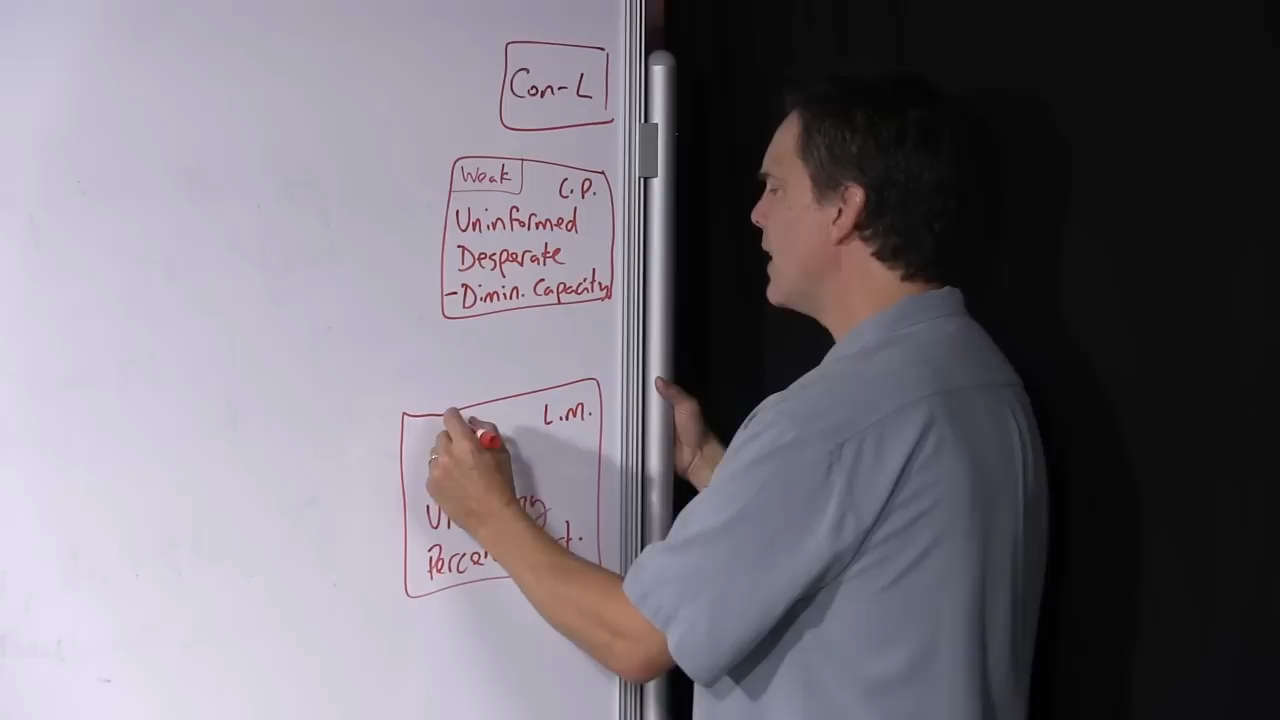 Con-L
Weak
C.P.
Uninformed
Desperate
-Dimin. Capacity
L.M.